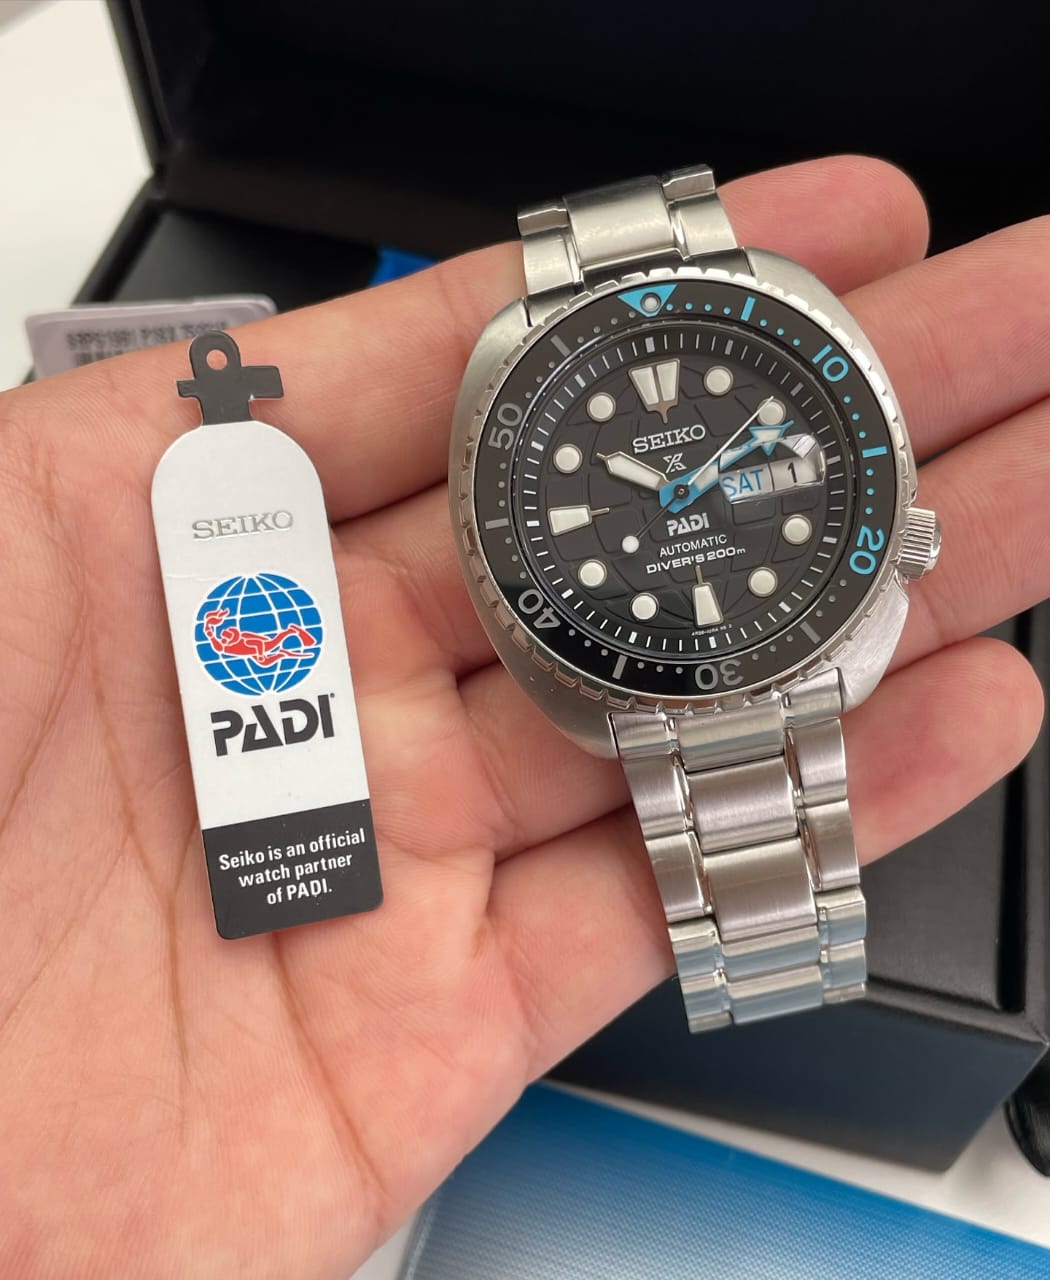 SEIKO
PADI
Seiko is an official
watch partner
of PADI.
10
20
30
40
50
SEIKO
SAT 1
PADI
AUTOMATIC
DIVER'S 200m